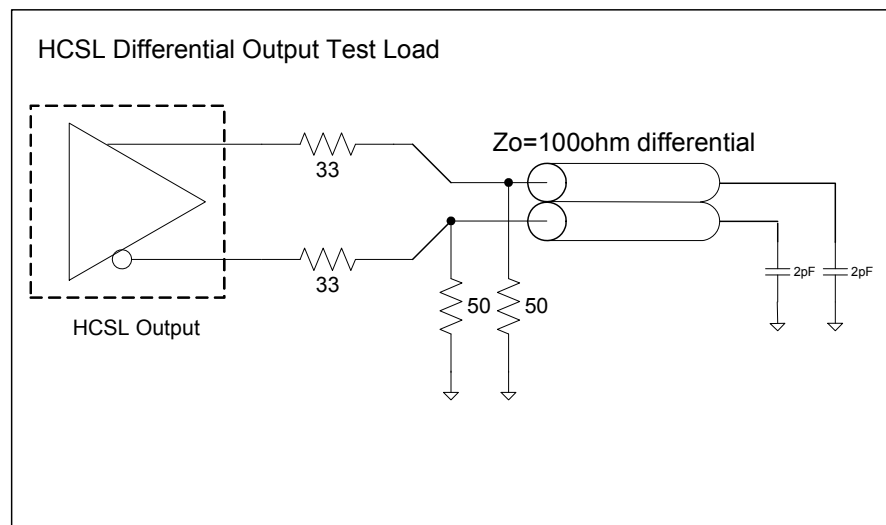 HCSL Differential Output Test Load
Zo=100ohm differential
33
33
50
50
2pF
2pF
HCSL Output